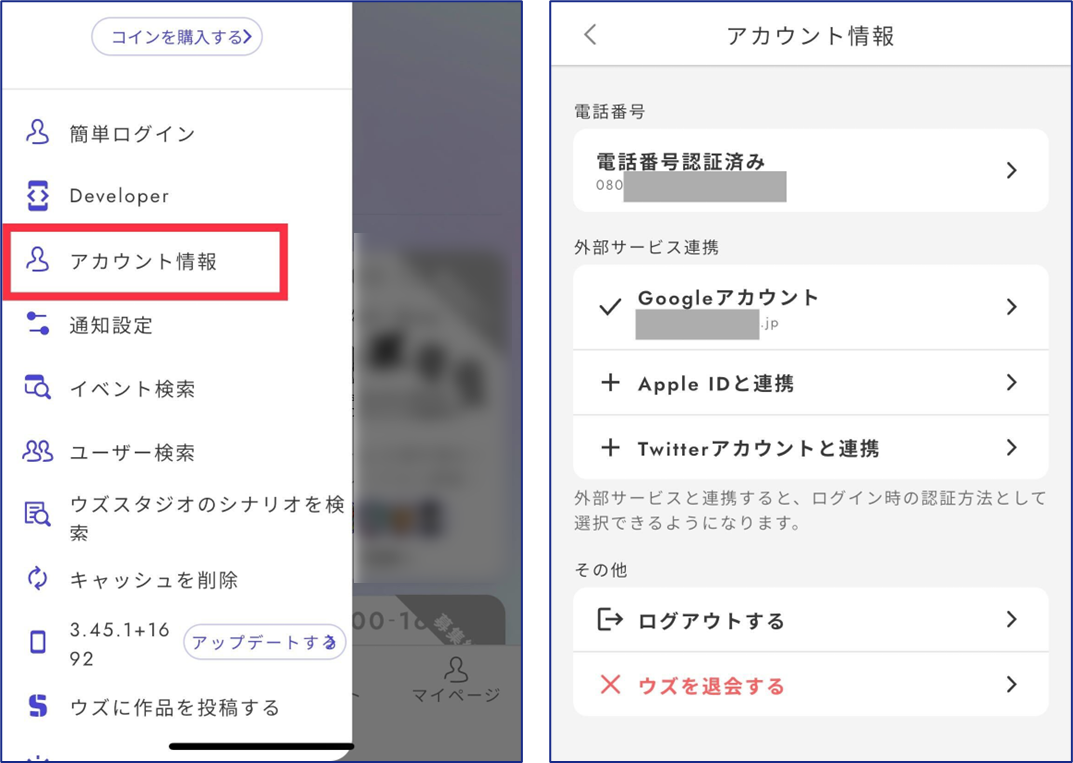 コインを購入する
簡単ログイン
Developer
アカウント情報
通知設定
イベント検索
ユーザー検索
ウズスタジオのシナリオを検
索
キャッシュを削除
3.45.1+16
92
アップデートする
ウズに作品を投稿する
00-1
募集
マイページ
アカウント情報
電話番号
電話番号認証済み
080
外部サービス連携
Googleアカウント
.jp
Apple IDと連携
Twitterアカウントと連携
外部サービスと連携すると、ログイン時の認証方法として
選択できるようになります。
その他
ログアウトする
ウズを退会する